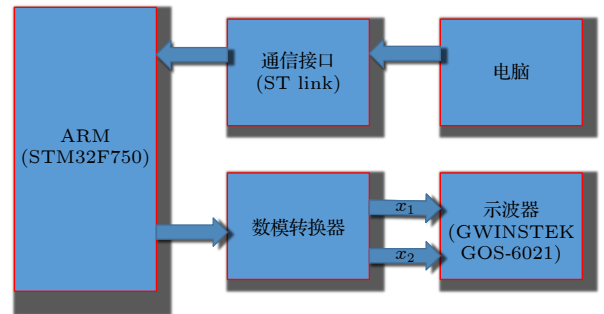 ARM
(STM32F750)
通信接口
(ST link)
电脑
数模转换器
x₁
x₂
示波器
(GWINSTEK
GOS-6021)